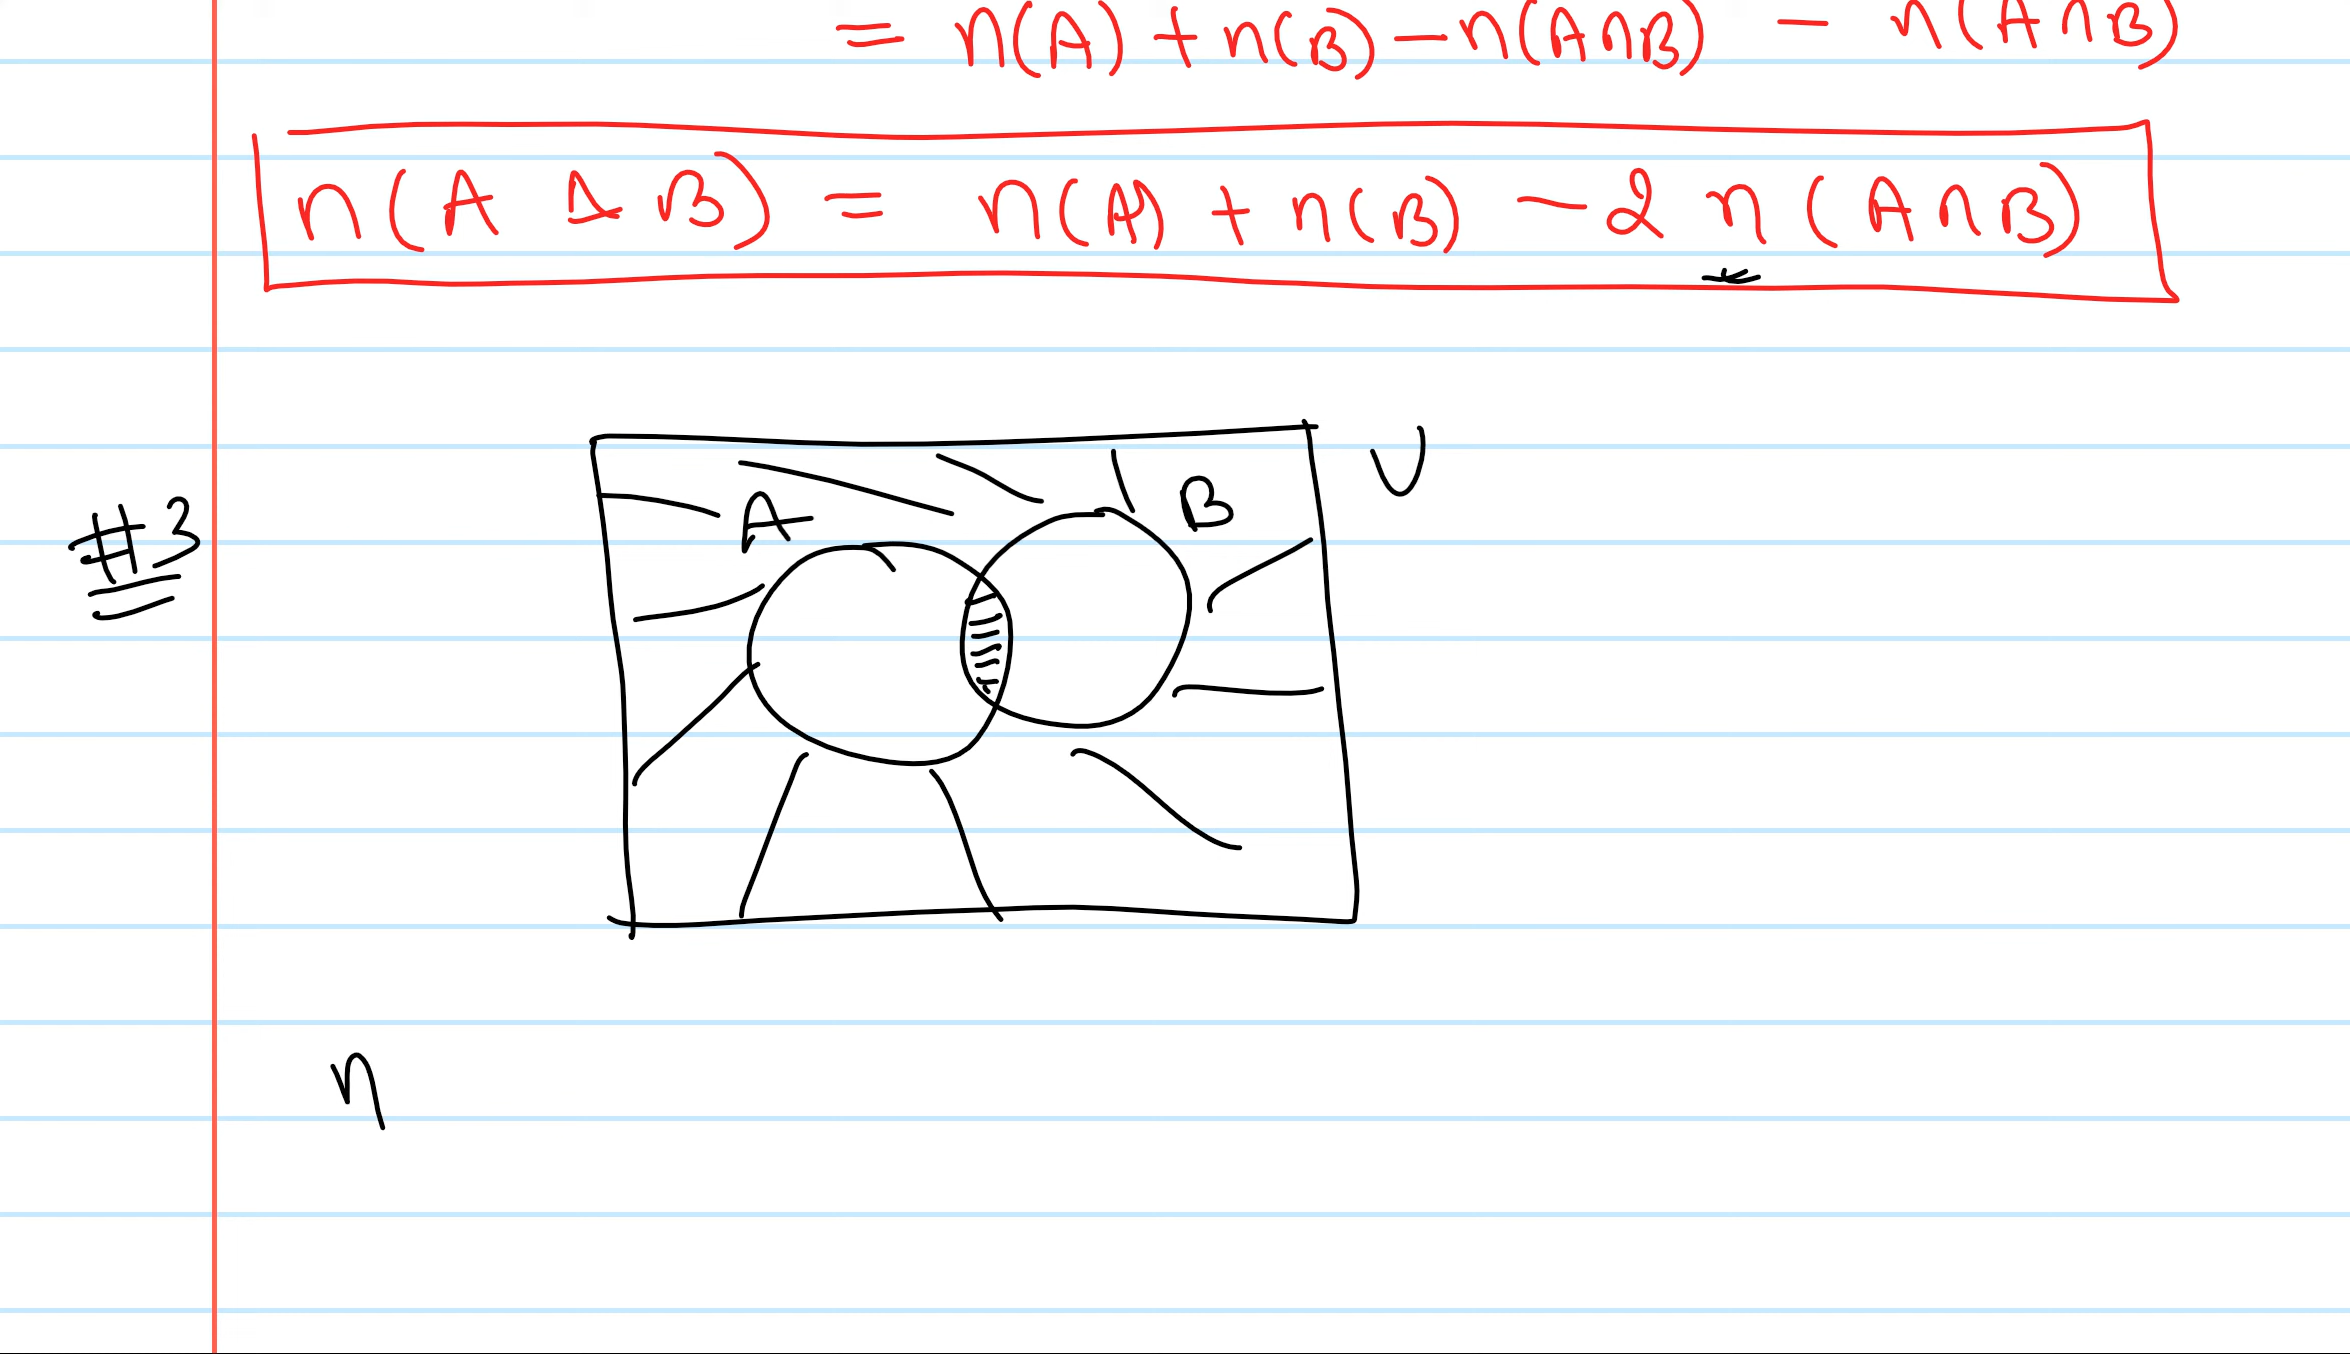 = n(A) + n(B) - n(A∩B) - n(A∩B)
n(A Δ B) = n(A) + n(B) - 2 n(A∩B)
U
A B
#3
n